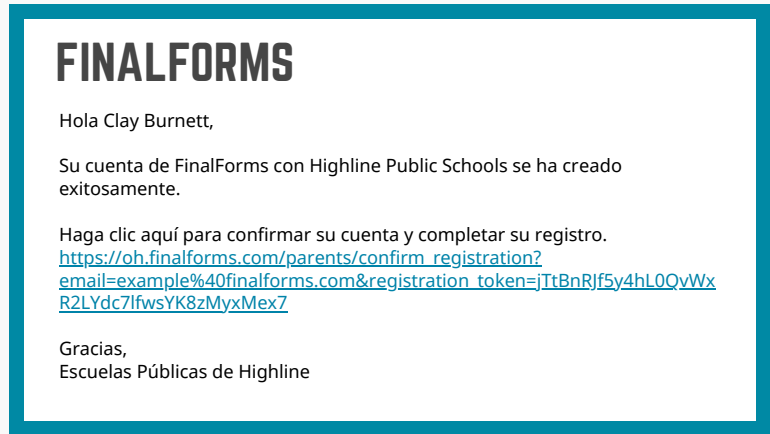 FINALFORMS
Hola Clay Burnett,
Su cuenta de FinalForms con Highline Public Schools se ha creado
exitosamente.
Haga clic aquí para confirmar su cuenta y completar su registro.
https://oh.finalforms.com/parents/confirm_registration?
email=example%40finalforms.com&registration_token=jTtBnRJf5y4hL0QvWx
R2LYdc7lfwsYK8zMyxMex7
Gracias,
Escuelas Públicas de Highline